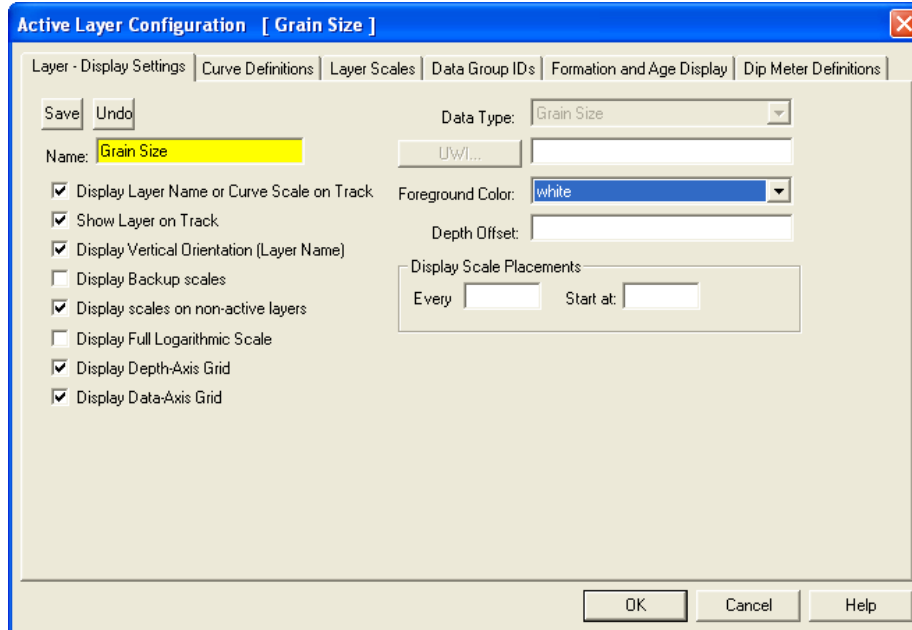 Active Layer Configuration [ Grain Size ]
Layer - Display Settings Curve Definitions Layer Scales Data Group IDs Formation and Age Display Dip Meter Definitions
Save Undo
Name: Grain Size
Display Layer Name or Curve Scale on Track
Show Layer on Track
Display Vertical Orientation (Layer Name)
Display Backup scales
Display scales on non-active layers
Display Full Logarithmic Scale
Display Depth-Axis Grid
Display Data-Axis Grid
Data Type: Grain Size
UWI...
Foreground Color: white
Depth Offset:
Display Scale Placements
Every Start at:
OK Cancel Help